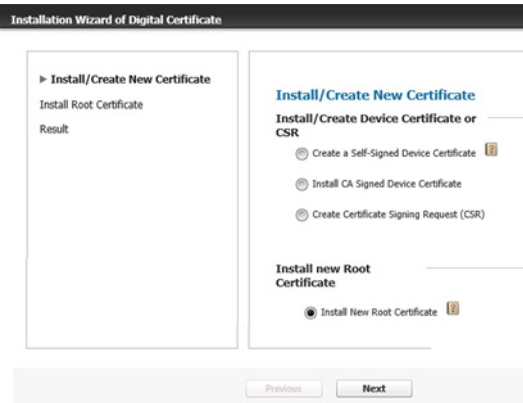 Installation Wizard of Digital Certificate
Install/Create New Certificate
Install Root Certificate
Result
Install/Create New Certificate
Install/Create Device Certificate or
CSR
Create a Self-Signed Device Certificate
Install CA Signed Device Certificate
Create Certificate Signing Request (CSR)
Install new Root
Certificate
Install New Root Certificate
Previous
Next